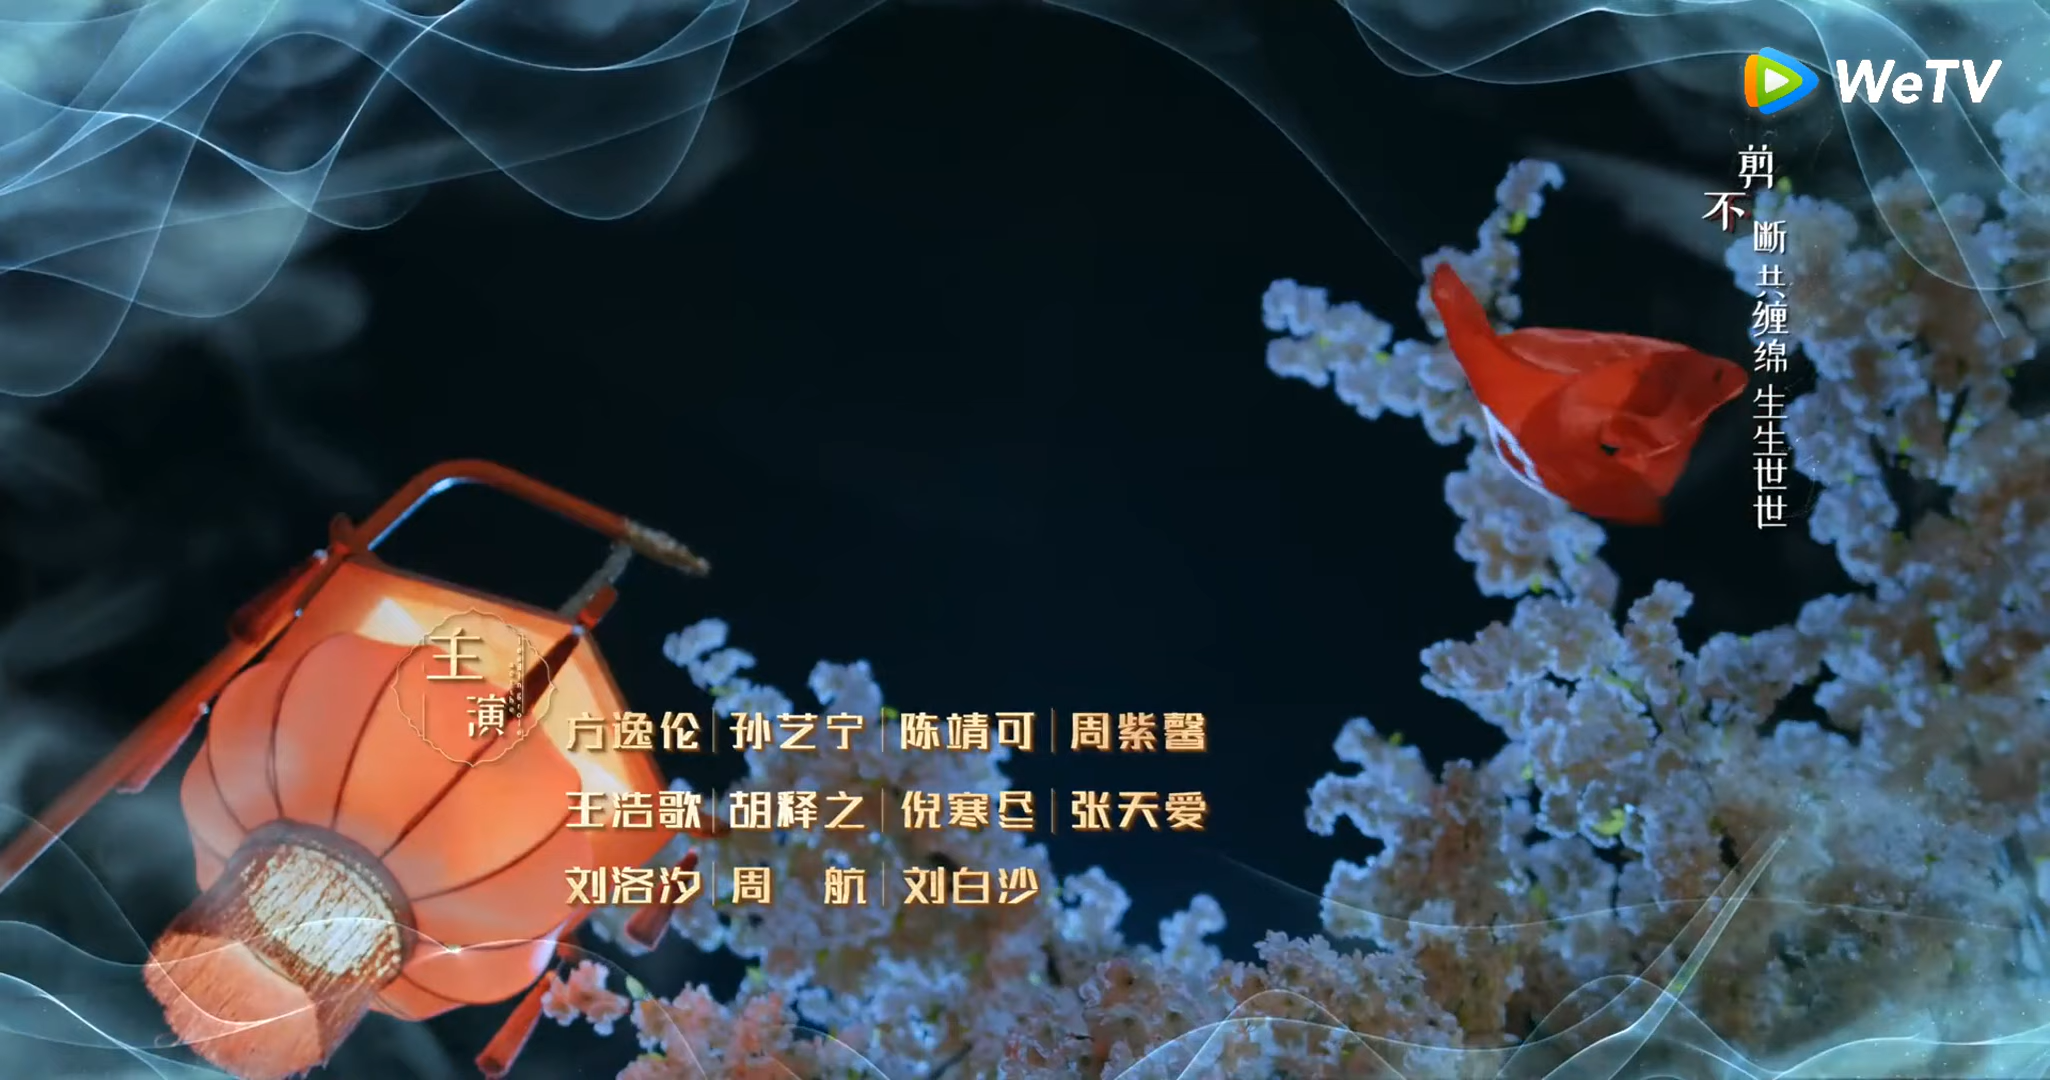 WeTV
剪不断 共缠绵 生生世世
主演
方逸伦 孙艺宁 陈靖可 周紫馨
王浩歌 胡释之 倪寒尽 张天爱
刘洛汐 周 航 刘白沙